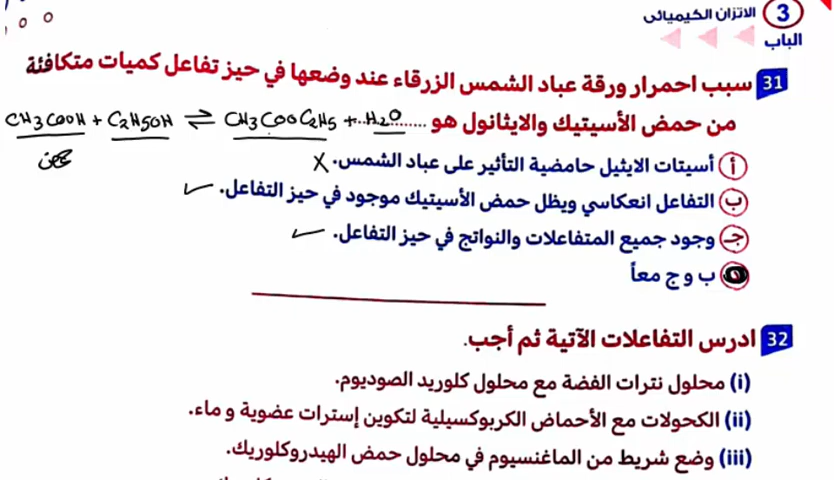 3 الاتزان الكيميائى
الباب
31 سبب احمرار ورقة عباد الشمس الزرقاء عند وضعها في حيز تفاعل كميات متكافئة
من حمض الأسيتيك والايثانول هو ........
CH3COOH + C2H5OH ⇌ CH3COOC2H5 + H2O
حمض
أ أسيتات الايثيل حامضية التأثير على عباد الشمس. X
ب التفاعل انعكاسي ويظل حمض الأسيتيك موجود في حيز التفاعل. ✓
جـ وجود جميع المتفاعلات والنواتج في حيز التفاعل. ✓
ب و ج معاً
32 ادرس التفاعلات الآتية ثم أجب.
(i) محلول نترات الفضة مع محلول كلوريد الصوديوم.
(ii) الكحولات مع الأحماض الكربوكسيلية لتكوين إسترات عضوية و ماء.
(iii) وضع شريط من الماغنسيوم في محلول حمض الهيدروكلوريك.